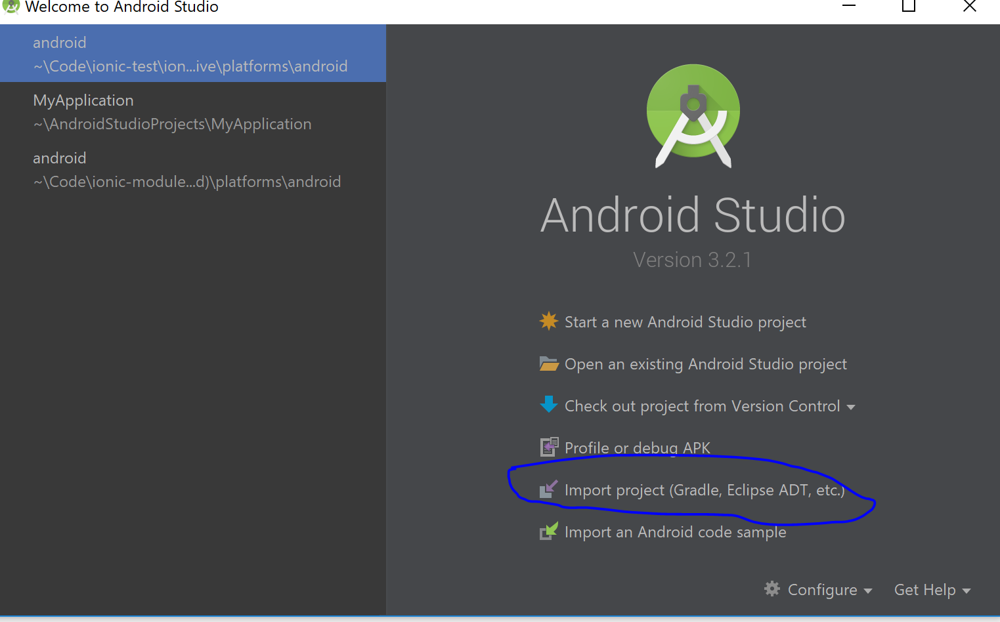 Welcome to Android Studio
android
~\Code\ionic-test\ion...ive\platforms\android
MyApplication
~\AndroidStudioProjects\MyApplication
android
~\Code\ionic-module...d)\platforms\android
Android Studio
Version 3.2.1
Start a new Android Studio project
Open an existing Android Studio project
Check out project from Version Control
Profile or debug APK
Import project (Gradle, Eclipse ADT, etc.)
Import an Android code sample
Configure
Get Help